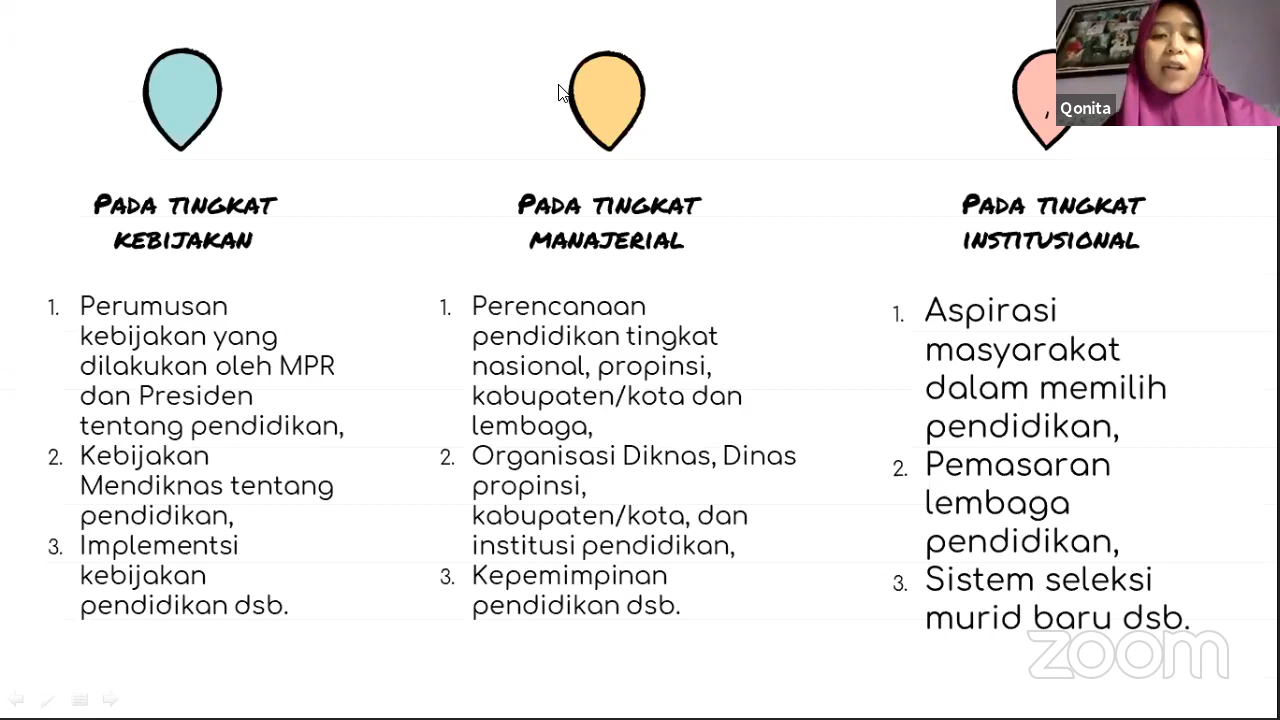 Qonita
PADA TINGKAT
KEBIJAKAN
1. Perumusan
kebijakan yang
dilakukan oleh MPR
dan Presiden
tentang pendidikan,
2. Kebijakan
Mendiknas tentang
pendidikan,
3. Implementsi
kebijakan
pendidikan dsb.
PADA TINGKAT
MANAJERIAL
1. Perencanaan
pendidikan tingkat
nasional, propinsi,
kabupaten/kota dan
lembaga,
2. Organisasi Diknas, Dinas
propinsi,
kabupaten/kota, dan
institusi pendidikan,
3. Kepemimpinan
pendidikan dsb.
PADA TINGKAT
INSTITUSIONAL
1. Aspirasi
masyarakat
dalam memilih
pendidikan,
2. Pemasaran
lembaga
pendidikan,
3. Sistem seleksi
murid baru dsb.
zoom